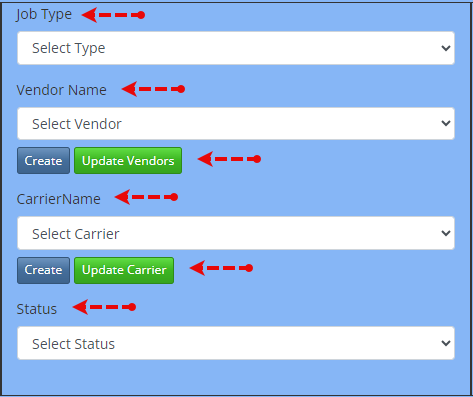 Job Type
Select Type
Vendor Name
Select Vendor
Create Update Vendors
CarrierName
Select Carrier
Create Update Carrier
Status
Select Status